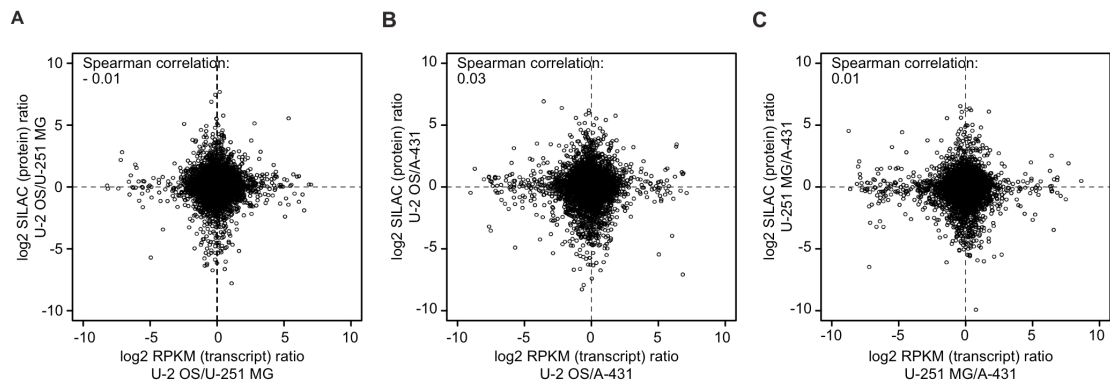 A
B
C
Spearman correlation:
- 0.01
Spearman correlation:
0.03
Spearman correlation:
0.01
log2 SILAC (protein) ratio
U-2 OS/U-251 MG
10
5
0
-5
-10
-10
-5
0
5
10
log2 RPKM (transcript) ratio
U-2 OS/U-251 MG
log2 SILAC (protein) ratio
U-2 OS/A-431
10
5
0
-5
-10
-10
-5
0
5
10
log2 RPKM (transcript) ratio
U-2 OS/A-431
log2 SILAC (protein) ratio
U-251 MG/A-431
10
5
0
-5
-10
-10
-5
0
5
10
log2 RPKM (transcript) ratio
U-251 MG/A-431